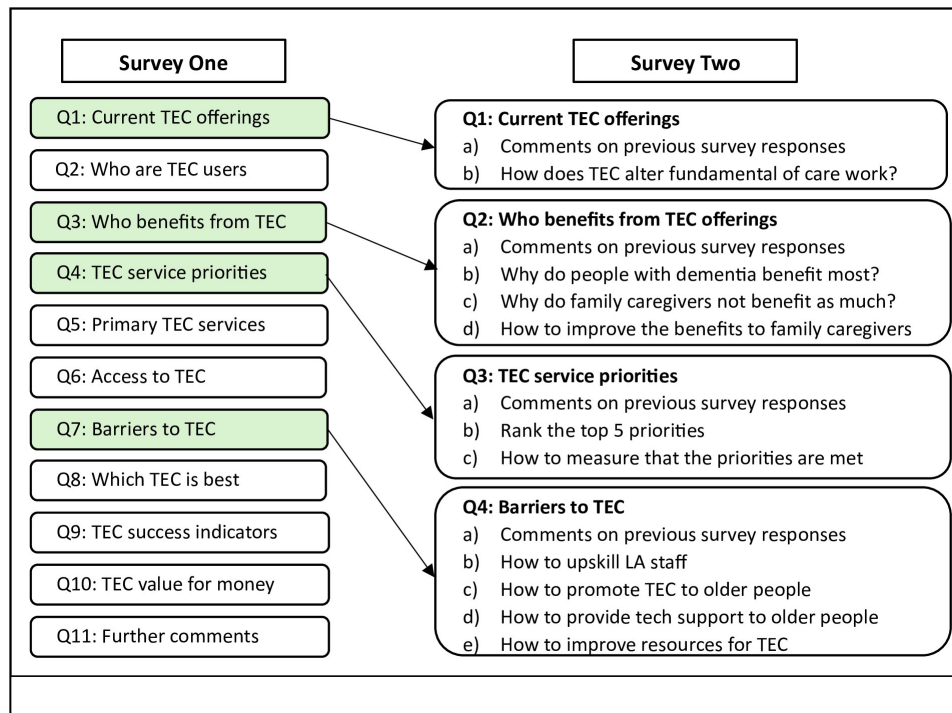 Survey One
Q1: Current TEC offerings
Q2: Who are TEC users
Q3: Who benefits from TEC
Q4: TEC service priorities
Q5: Primary TEC services
Q6: Access to TEC
Q7: Barriers to TEC
Q8: Which TEC is best
Q9: TEC success indicators
Q10: TEC value for money
Q11: Further comments
Survey Two
Q1: Current TEC offerings
a) Comments on previous survey responses
b) How does TEC alter fundamental of care work?
Q2: Who benefits from TEC offerings
a) Comments on previous survey responses
b) Why do people with dementia benefit most?
c) Why do family caregivers not benefit as much?
d) How to improve the benefits to family caregivers
Q3: TEC service priorities
a) Comments on previous survey responses
b) Rank the top 5 priorities
c) How to measure that the priorities are met
Q4: Barriers to TEC
a) Comments on previous survey responses
b) How to upskill LA staff
c) How to promote TEC to older people
d) How to provide tech support to older people
e) How to improve resources for TEC